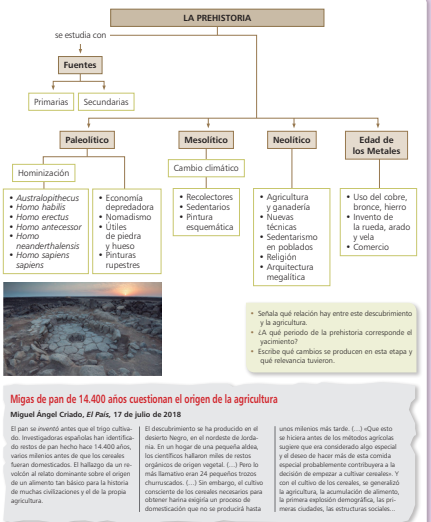 LA PREHISTORIA
se estudia con
Fuentes
Primarias
Secundarias
Paleolítico
Mesolítico
Neolítico
Edad de
los Metales
Hominización
Cambio climático
• Australopithecus
• Homo habilis
• Homo erectus
• Homo antecessor
• Homo
neanderthalensis
• Homo sapiens
sapiens
• Economía
depredadora
• Nomadismo
• Útiles
de piedra
y hueso
• Pinturas
rupestres
• Recolectores
• Sedentarios
• Pintura
esquemática
• Agricultura
y ganadería
• Nuevas
técnicas
• Sedentarismo
en poblados
• Religión
• Arquitectura
megalítica
• Uso del cobre,
bronce, hierro
• Invento de
la rueda, arado
y vela
• Comercio
• Señala qué relación hay entre este descubrimiento
y la agricultura.
• ¿A qué periodo de la prehistoria corresponde el
yacimiento?
• Escribe qué cambios se producen en esta etapa y
qué relevancia tuvieron.
Migas de pan de 14.400 años cuestionan el origen de la agricultura
Miguel Ángel Criado, El País, 17 de julio de 2018
El pan se inventó antes que el trigo cultiva-
do. Investigadoras españolas han identifica-
do restos de pan hecho hace 14.400 años,
varios milenios antes de que los cereales
fueran domesticados. El hallazgo da un re-
volcón al relato dominante sobre el origen
de un alimento tan básico para la historia
de muchas civilizaciones y el de la propia
agricultura.
El descubrimiento se ha producido en el
desierto Negro, en el nordeste de Jorda-
nia. En un hogar de una pequeña aldea,
los científicos hallaron miles de restos
orgánicos de origen vegetal. (...) Pero lo
más llamativo eran 24 pequeños trozos
churruscados. (...) Sin embargo, el cultivo
consciente de los cereales necesarios para
obtener harina exigiría un proceso de
domesticación que no se producirá hasta
unos milenios más tarde. (...) «Que esto
se hiciera antes de los métodos agrícolas
sugiere que era considerado algo especial
y el deseo de hacer más de esta comida
especial probablemente contribuyera a la
decisión de empezar a cultivar cereales». Y
con el cultivo de los cereales, se generalizó
la agricultura, la acumulación de alimento,
la primera explosión demográfica, las pri-
meras ciudades, las estructuras sociales...